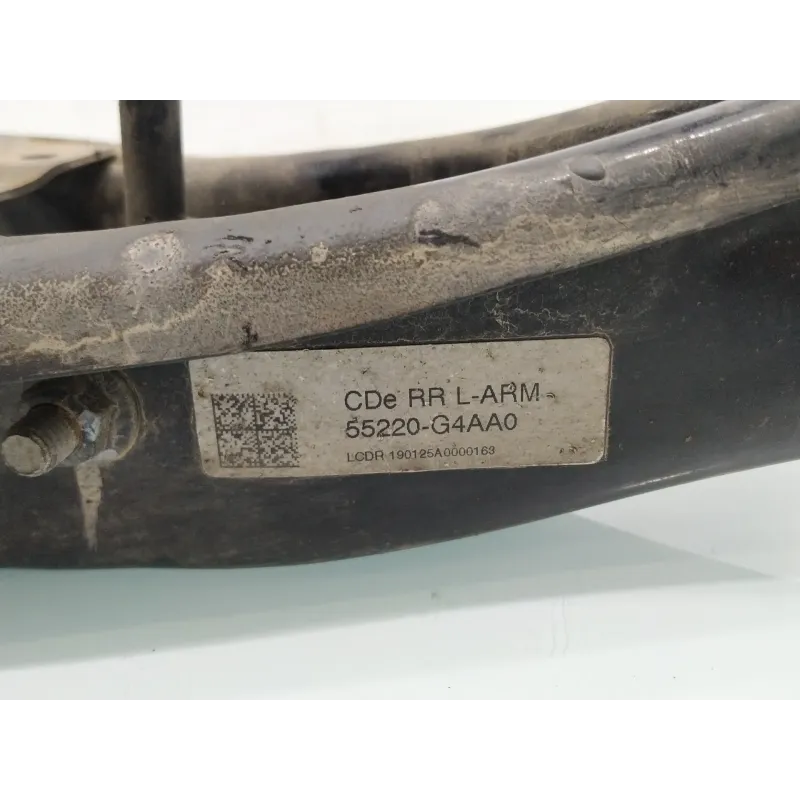 CDe RR L-ARM
55220-G4AA0
LCDR 190125A0000163